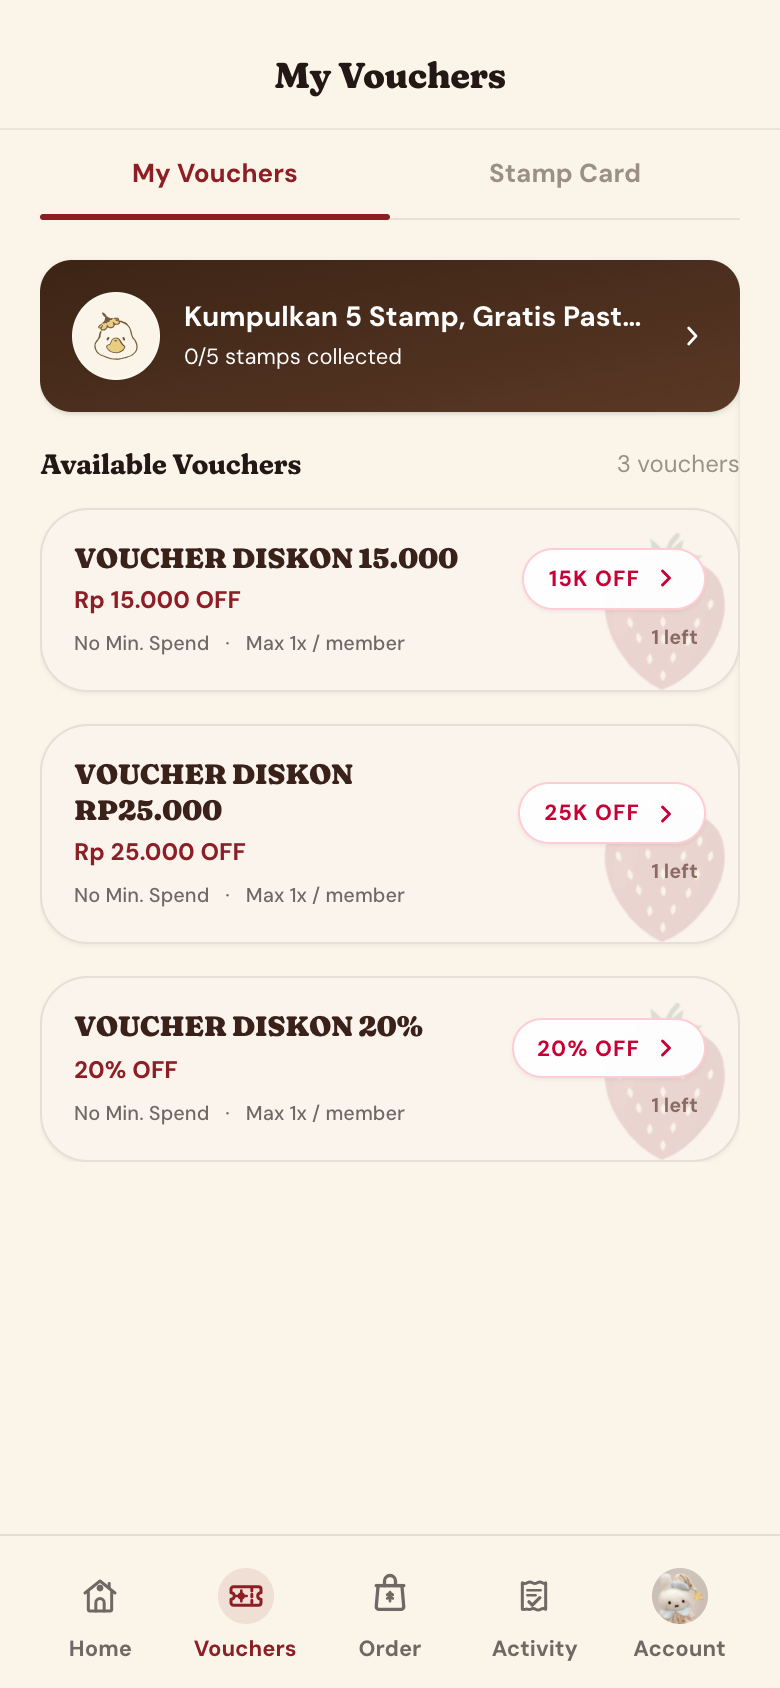 My Vouchers
My Vouchers
Stamp Card
Kumpulkan 5 Stamp, Gratis Past...
0/5 stamps collected
Available Vouchers
3 vouchers
VOUCHER DISKON 15.000
Rp 15.000 OFF
No Min. Spend · Max 1x / member
15K OFF
1 left
VOUCHER DISKON
RP25.000
Rp 25.000 OFF
No Min. Spend · Max 1x / member
25K OFF
1 left
VOUCHER DISKON 20%
20% OFF
No Min. Spend · Max 1x / member
20% OFF
1 left
Home
Vouchers
Order
Activity
Account